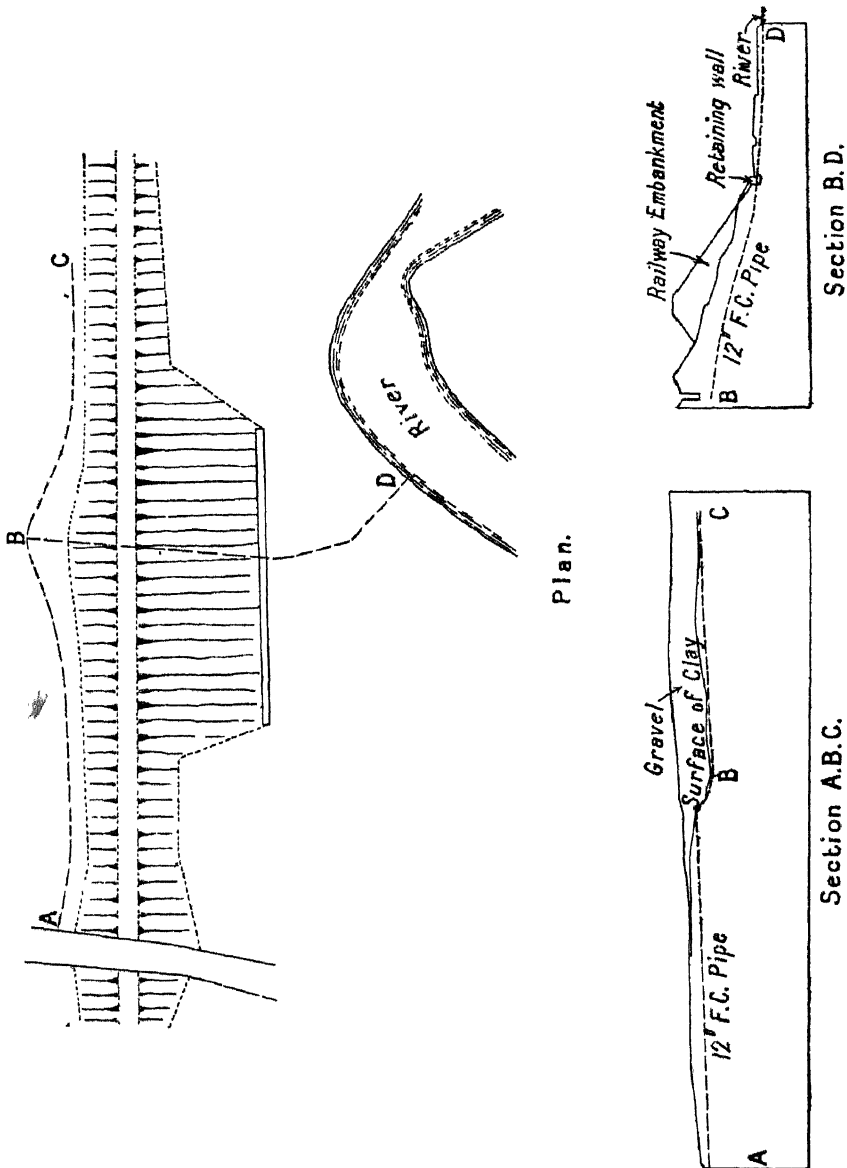 A
B
C
D
River
Plan.
Gravel
Surface of Clay
12" F.C. Pipe
A
B
C
Section A.B.C.
Railway Embankment
Retaining wall
River
12" F.C. Pipe
B
D
Section B.D.